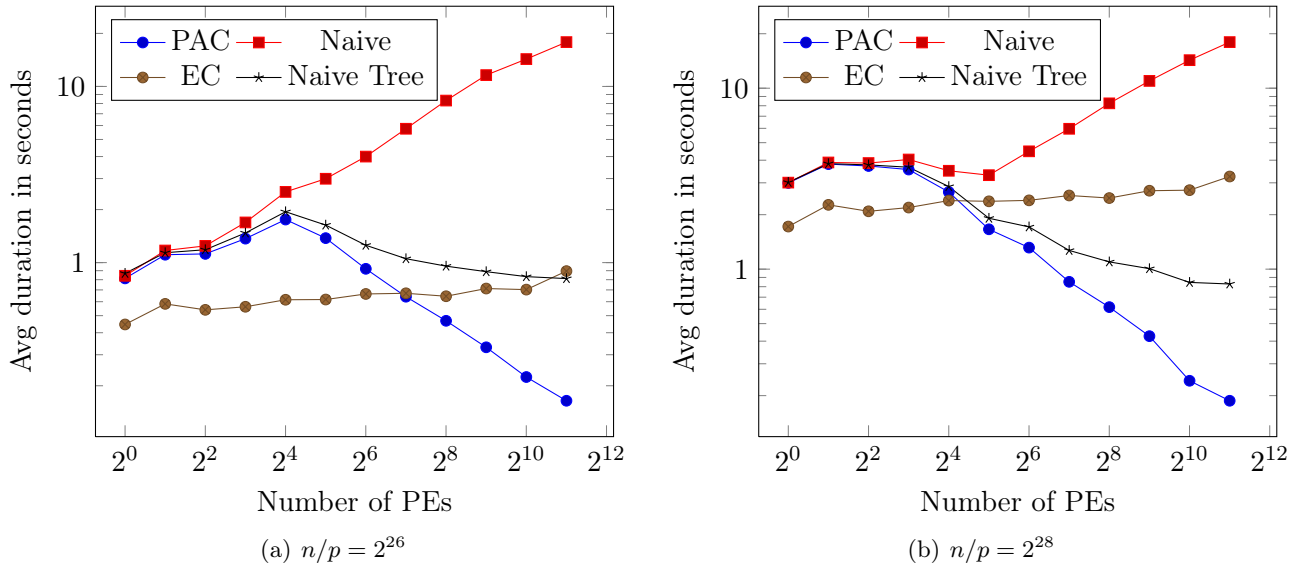 PAC Naive
EC Naive Tree
10
1
Avg duration in seconds
2^0 2^2 2^4 2^6 2^8 2^10 2^12
Number of PEs
(a) n/p = 2^26
PAC Naive
EC Naive Tree
10
1
Avg duration in seconds
2^0 2^2 2^4 2^6 2^8 2^10 2^12
Number of PEs
(b) n/p = 2^28